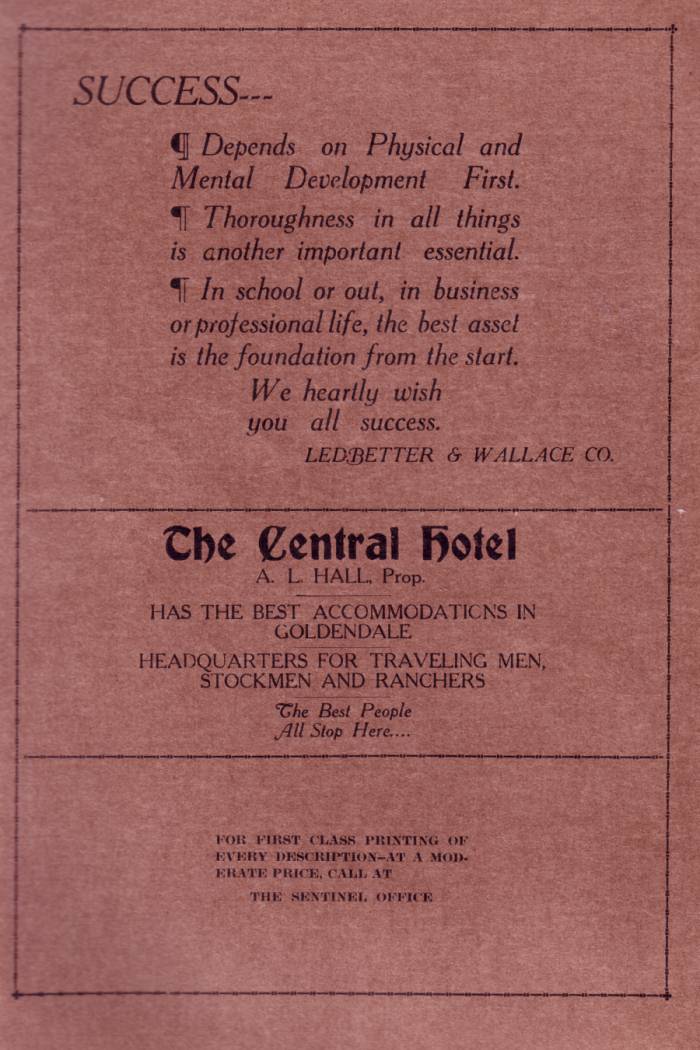 SUCCESS---
¶ Depends on Physical and
Mental Development First.
¶ Thoroughness in all things
is another important essential.
¶ In school or out, in business
or professional life, the best asset
is the foundation from the start.
We heartly wish
you all success.
LEDBETTER & WALLACE CO.
The Central Hotel
A. L. HALL, Prop.
HAS THE BEST ACCOMMODATIONS IN
GOLDENDALE
HEADQUARTERS FOR TRAVELING MEN,
STOCKMEN AND RANCHERS
The Best People
All Stop Here....
FOR FIRST CLASS PRINTING OF
EVERY DESCRIPTION–AT A MOD-
ERATE PRICE, CALL AT
THE SENTINEL OFFICE